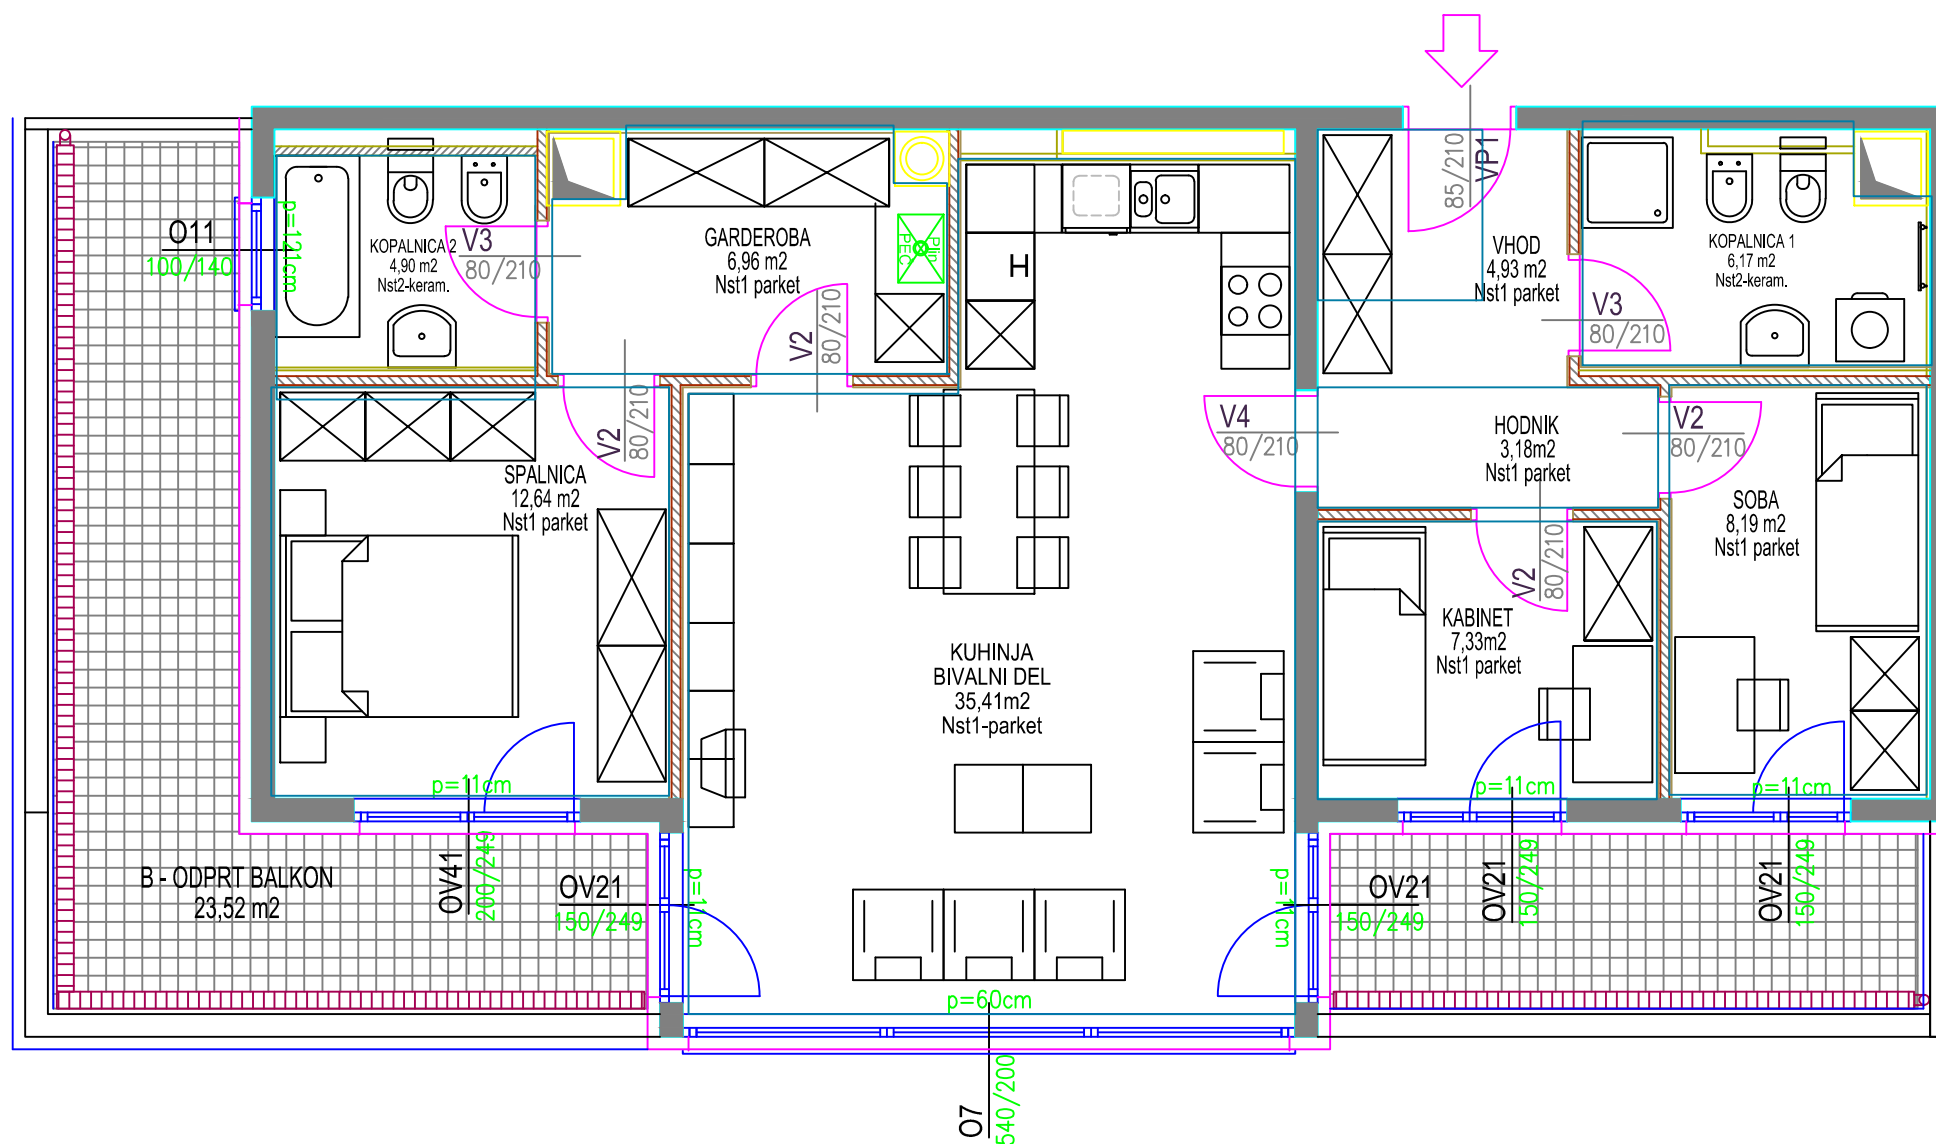 O11
100/140
p=121cm
KOPALNICA 2
4,90 m2
Nst2-keram.
V3
80/210
GARDEROBA
6,96 m2
Nst1 parket
Plin
PEC
V2
80/210
V2
80/210
H
85/210
VP1
VHOD
4,93 m2
Nst1 parket
V3
80/210
KOPALNICA 1
6,17 m2
Nst2-keram.
V4
80/210
HODNIK
3,18m2
Nst1 parket
V2
80/210
SPALNICA
12,64 m2
Nst1 parket
SOBA
8,19 m2
Nst1 parket
V2
80/210
KABINET
7,33m2
Nst1 parket
KUHINJA
BIVALNI DEL
35,41m2
Nst1-parket
p=11cm
p=11cm
p=11cm
B - ODPRT BALKON
23,52 m2
OV41
200/249
OV21
150/249
p=11cm
p=11cm
OV21
150/249
OV21
150/249
OV21
150/249
p=60cm
O7
540/200